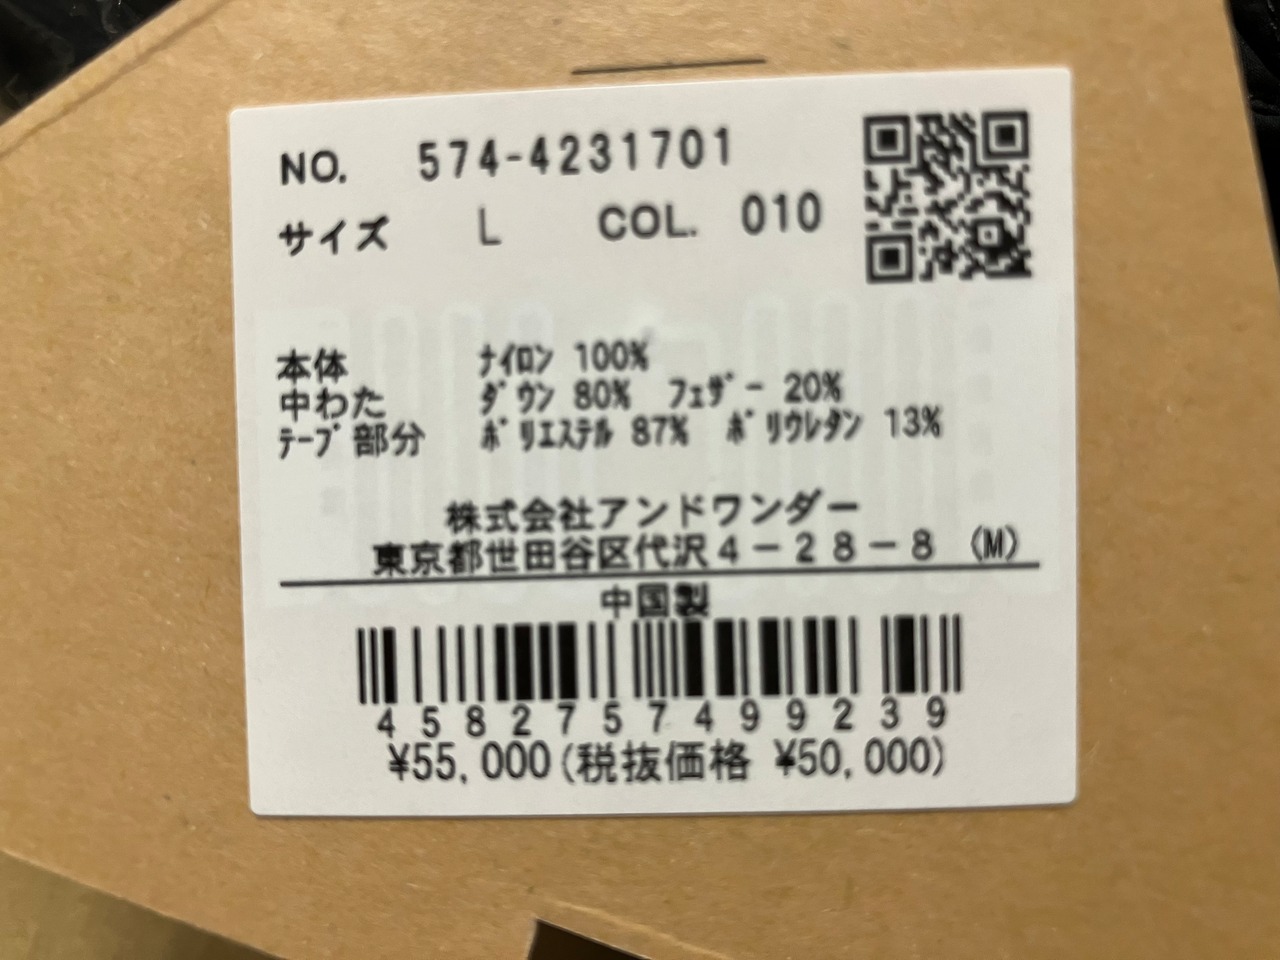 NO. 574-4231701
サイズ L COL. 010
本体 ﾅｲﾛﾝ 100%
中わた ﾀﾞｳﾝ 80% ﾌｪｻﾞｰ 20%
ﾃｰﾌﾟ部分 ﾎﾟﾘｴｽﾃﾙ 87% ﾎﾟﾘｳﾚﾀﾝ 13%
株式会社アンドワンダー
東京都世田谷区代沢４－２８－８ (M)
中国製
4582757499239
¥55,000(税抜価格 ¥50,000)